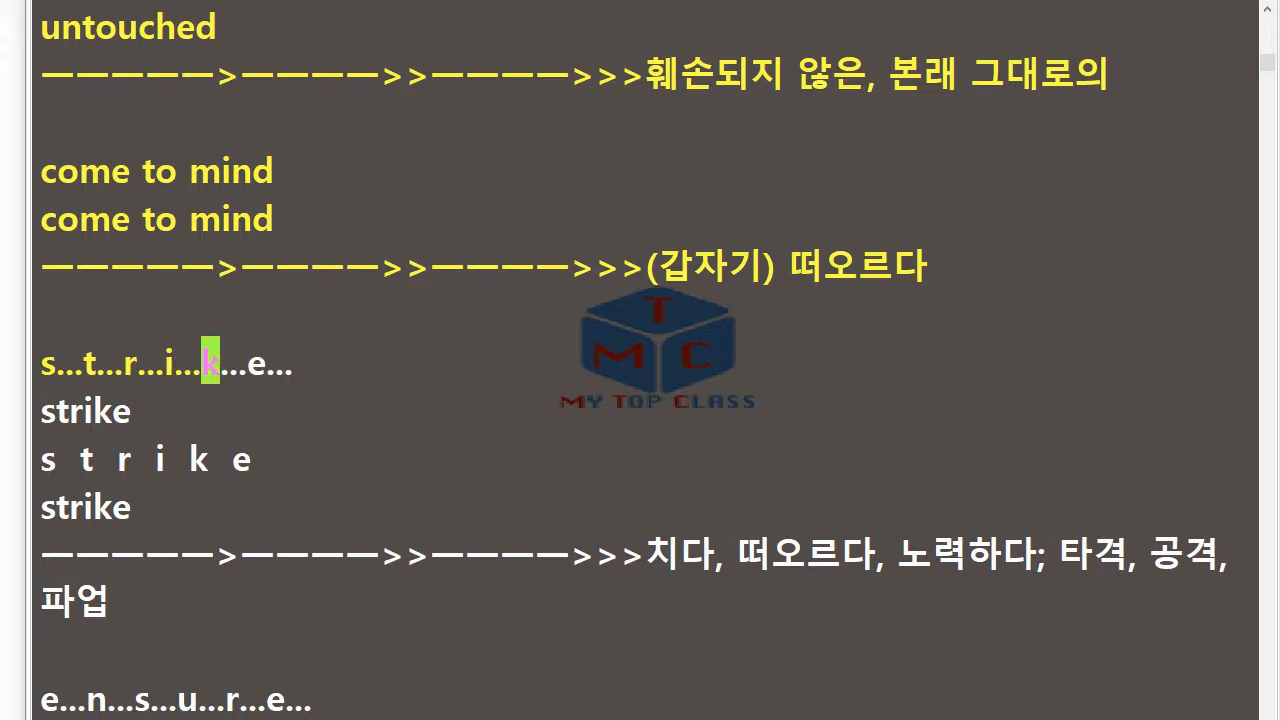 untouched
ㅡㅡㅡㅡㅡ>ㅡㅡㅡㅡ>>ㅡㅡㅡㅡ>>>훼손되지 않은, 본래 그대로의
come to mind
come to mind
ㅡㅡㅡㅡㅡ>ㅡㅡㅡㅡ>>ㅡㅡㅡㅡ>>>(갑자기) 떠오르다
s...t...r...i...k...e...
strike
s t r i k e
strike
ㅡㅡㅡㅡㅡ>ㅡㅡㅡㅡ>>ㅡㅡㅡㅡ>>>치다, 떠오르다, 노력하다; 타격, 공격,
파업
e...n...s...u...r...e...
T
M C
MY TOP CLASS